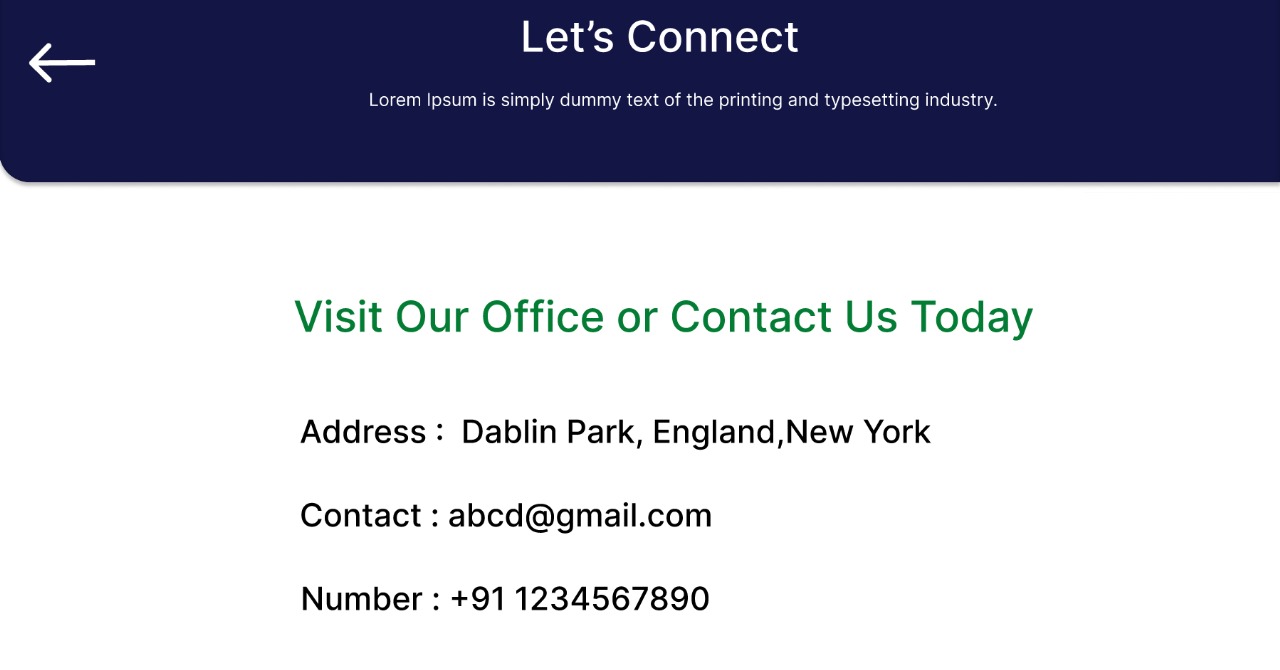 Let’s Connect
Lorem Ipsum is simply dummy text of the printing and typesetting industry.
Visit Our Office or Contact Us Today
Address :  Dablin Park, England,New York
Contact : abcd@gmail.com
Number : +91 1234567890